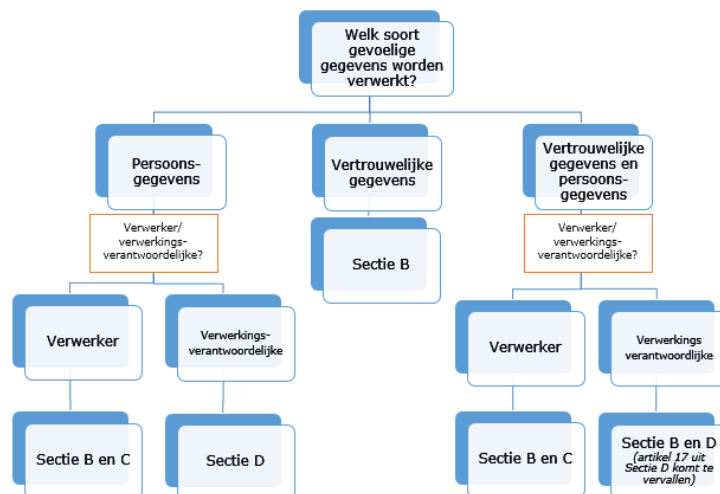 Welk soort
gevoelige
gegevens worden
verwerkt?
Persoons-
gegevens
Vertrouwelijke
gegevens
Vertrouwelijke
gegevens en
persoons-
gegevens
Verwerker/
verwerkings-
verantwoordelijke?
Sectie B
Verwerker/
verwerkings-
verantwoordelijke?
Verwerker
Verwerkings-
verantwoordelijke
Verwerker
Verwerkings
verantwoordlijke
Sectie B en C
Sectie D
Sectie B en C
Sectie B en D
(artikel 17 uit
Sectie D komt te
vervallen)